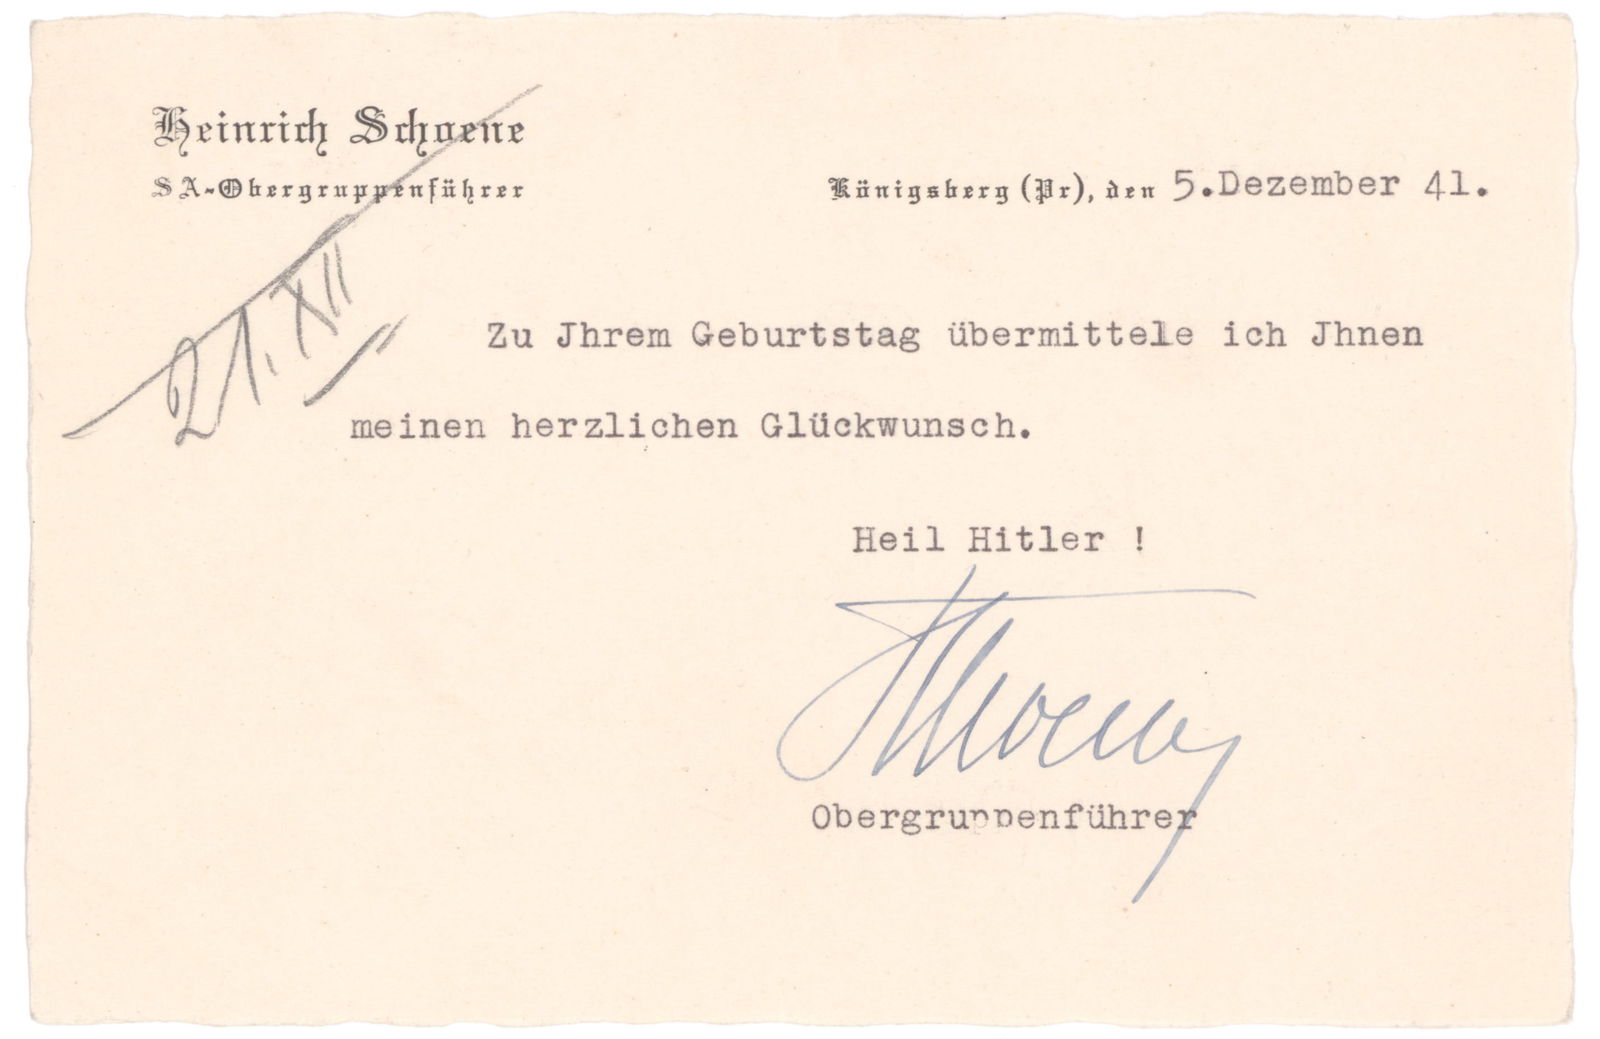 Heinrich Schoene
SA-Obergruppenführer
Königsberg (Pr), den 5.Dezember 41.
21.XII
Zu Jhrem Geburtstag übermittele ich Jhnen
meinen herzlichen Glückwunsch.
Heil Hitler !
Schoene
Obergruppenführer